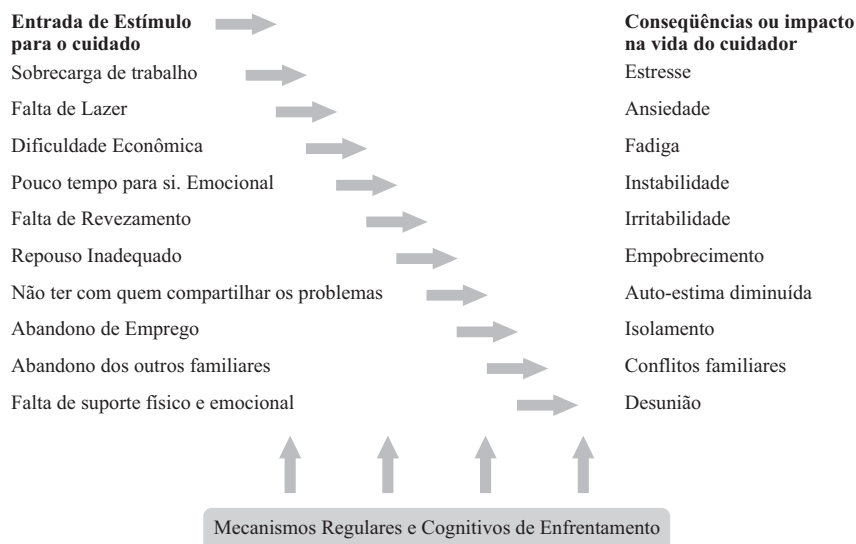 Entrada de Estímulo
para o cuidado
Conseqüências ou impacto
na vida do cuidador
Sobrecarga de trabalho
Estresse
Falta de Lazer
Ansiedade
Dificuldade Econômica
Fadiga
Pouco tempo para si. Emocional
Instabilidade
Falta de Revezamento
Irritabilidade
Repouso Inadequado
Empobrecimento
Não ter com quem compartilhar os problemas
Auto-estima diminuída
Abandono de Emprego
Isolamento
Abandono dos outros familiares
Conflitos familiares
Falta de suporte físico e emocional
Desunião
Mecanismos Regulares e Cognitivos de Enfrentamento